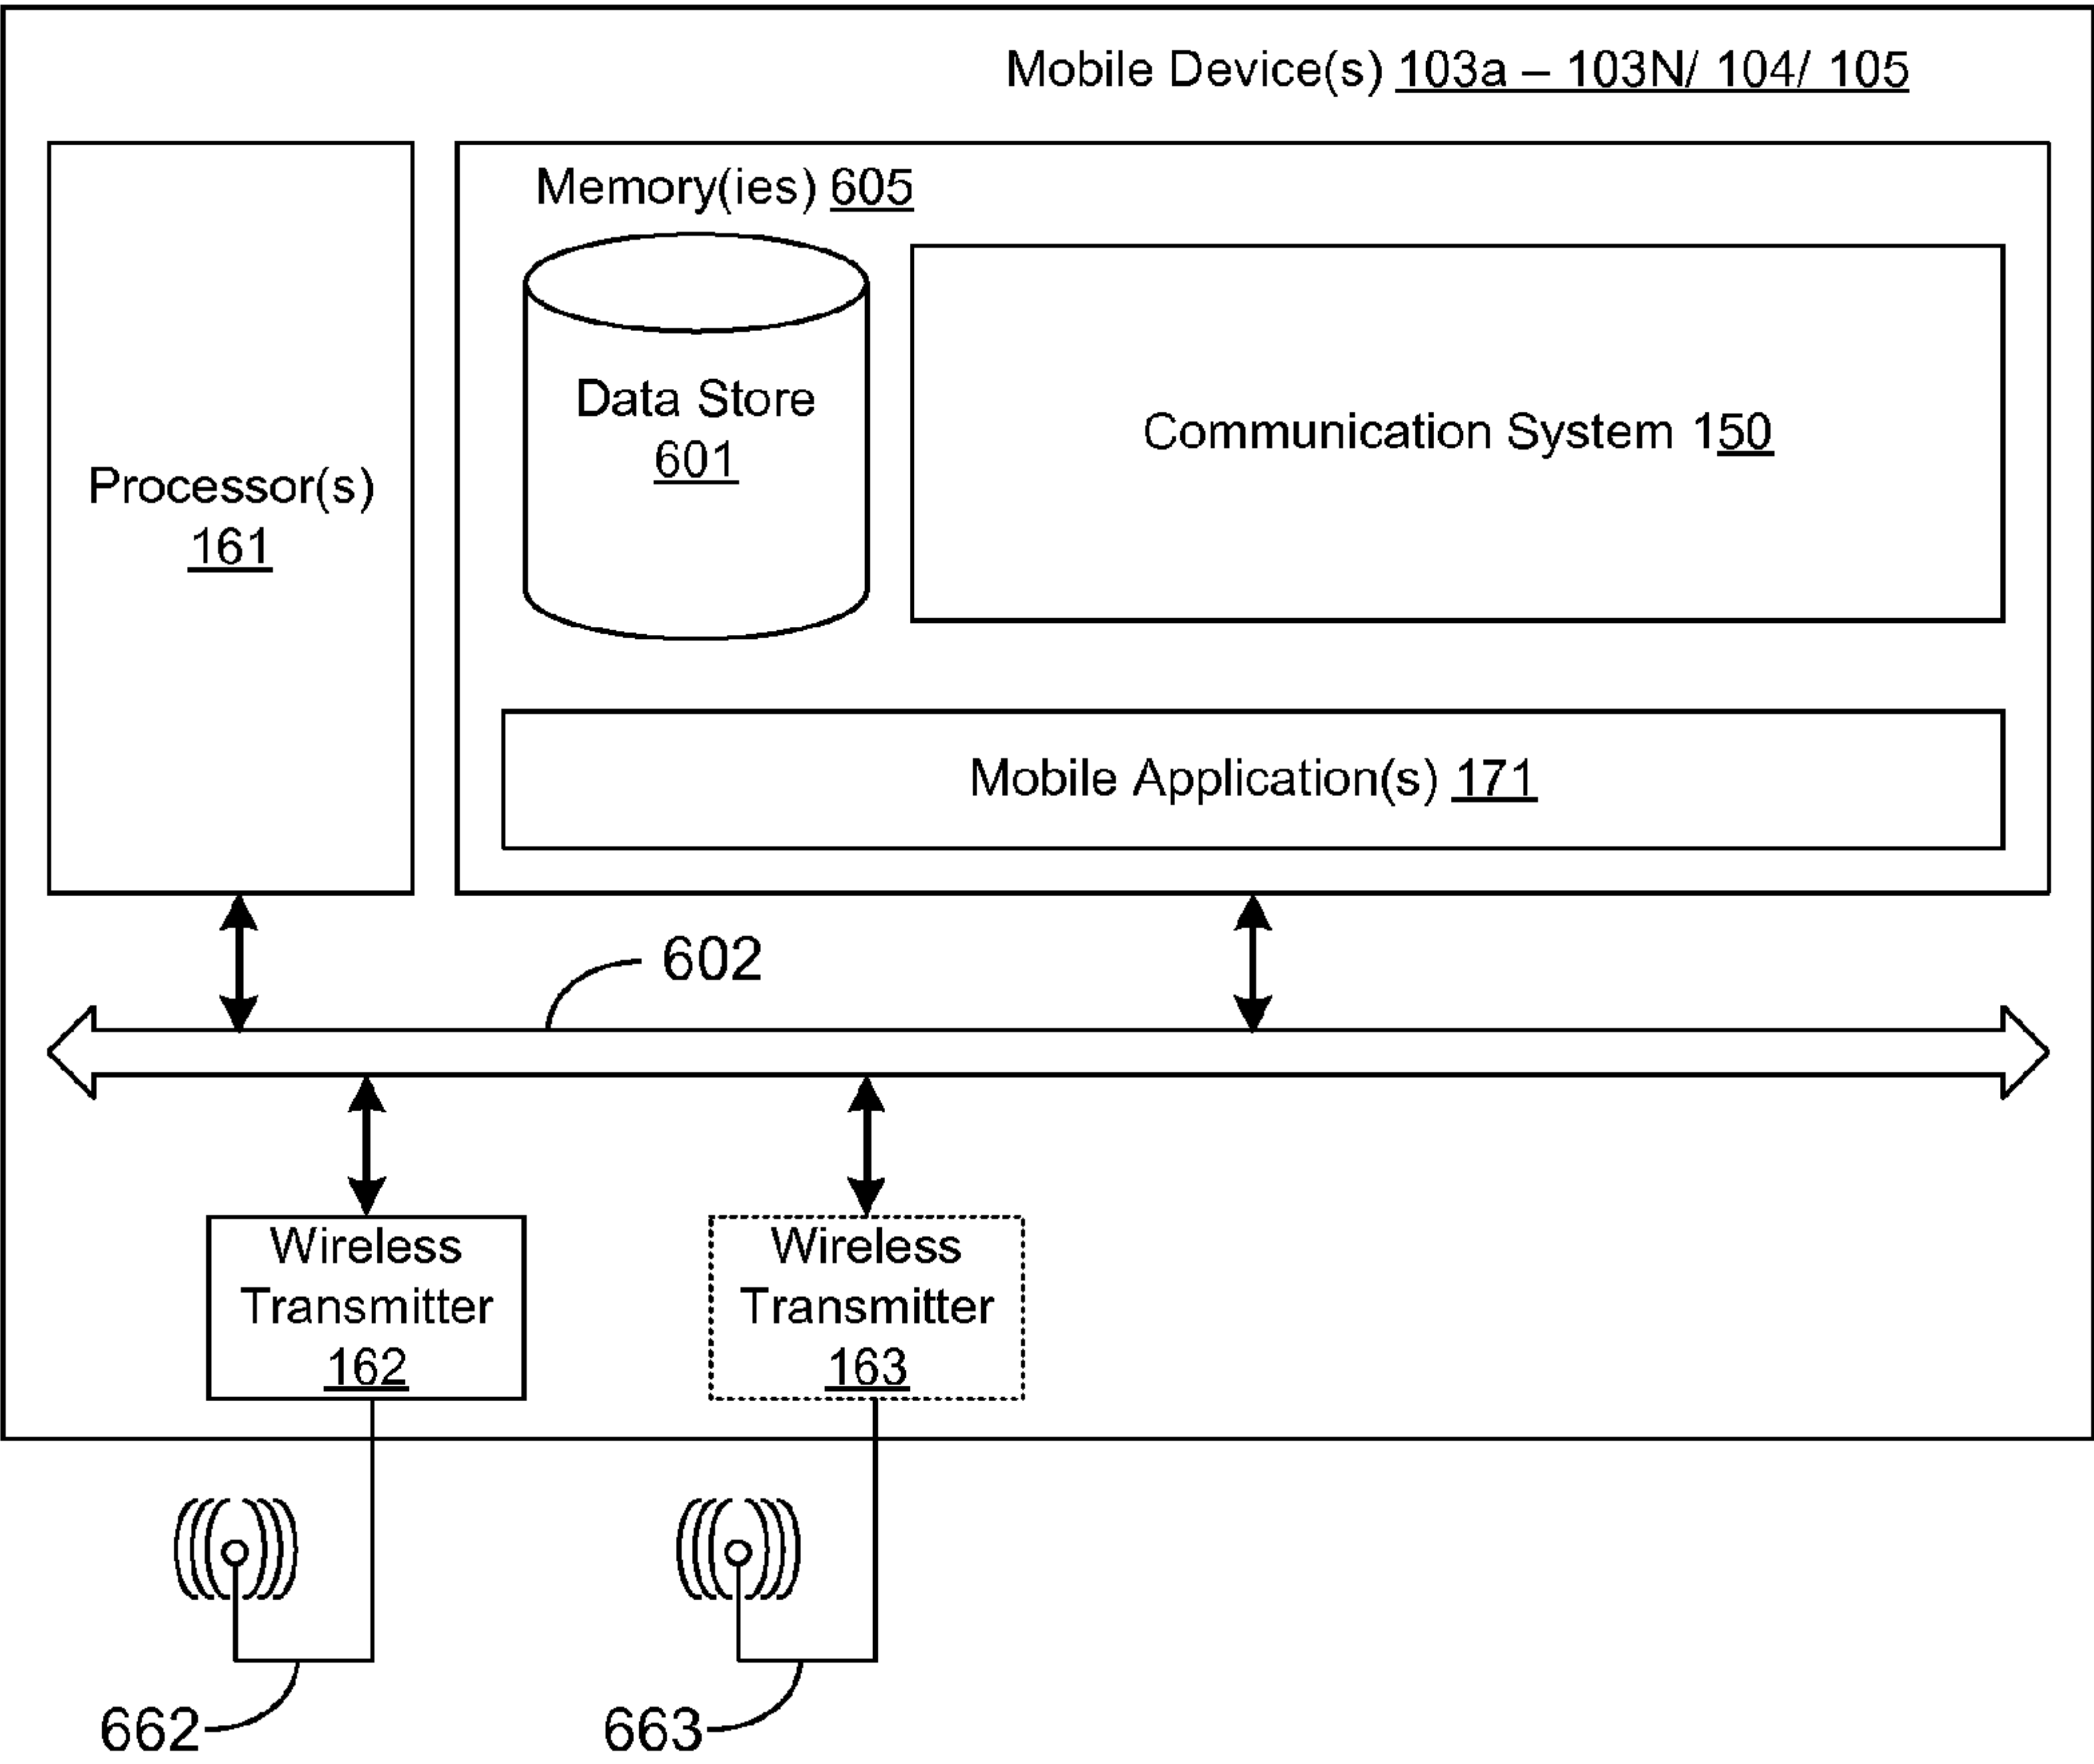 Mobile Device(s) 103a – 103N/ 104/ 105
Memory(ies) 605
Data Store
601
Communication System 150
Processor(s)
161
Mobile Application(s) 171
602
Wireless
Transmitter
162
Wireless
Transmitter
163
662
663